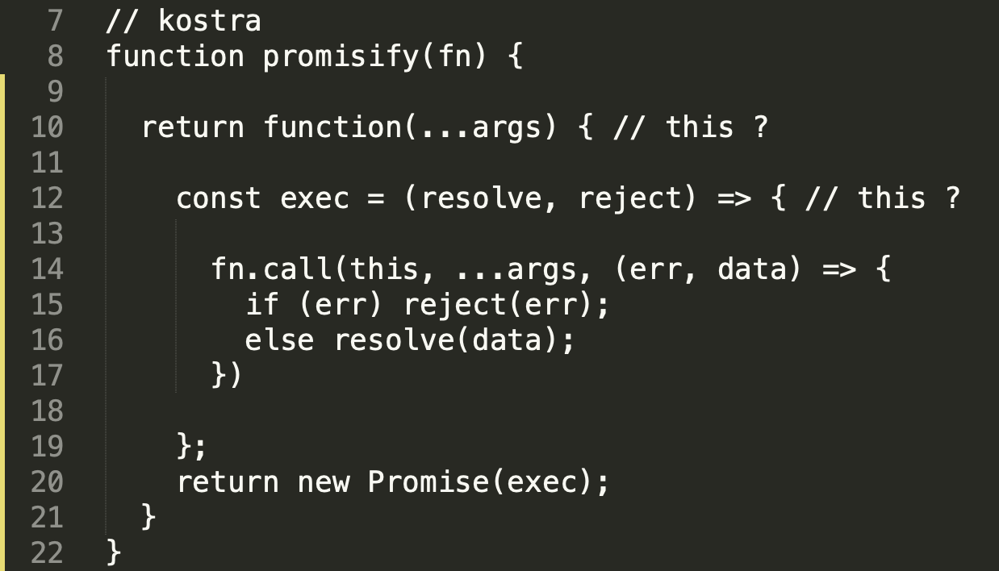 7 // kostra
8 function promisify(fn) {
9
10 return function(...args) { // this ?
11
12 const exec = (resolve, reject) => { // this ?
13
14 fn.call(this, ...args, (err, data) => {
15 if (err) reject(err);
16 else resolve(data);
17 })
18
19 };
20 return new Promise(exec);
21 }
22 }